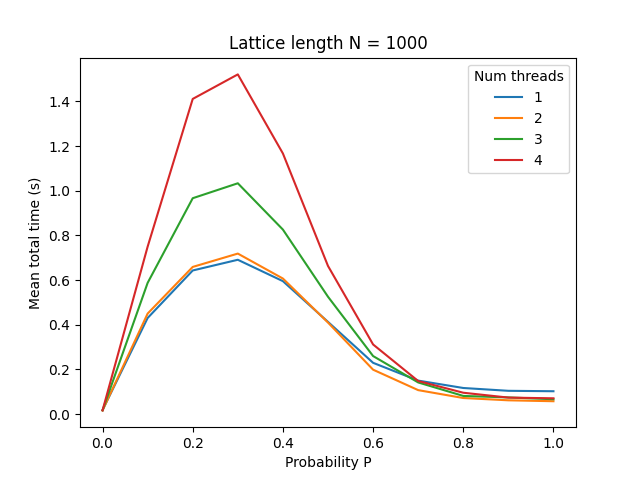 Lattice length N = 1000
Mean total time (s)
1.4
1.2
1.0
0.8
0.6
0.4
0.2
0.0
Num threads
1
2
3
4
0.0 0.2 0.4 0.6 0.8 1.0
Probability P